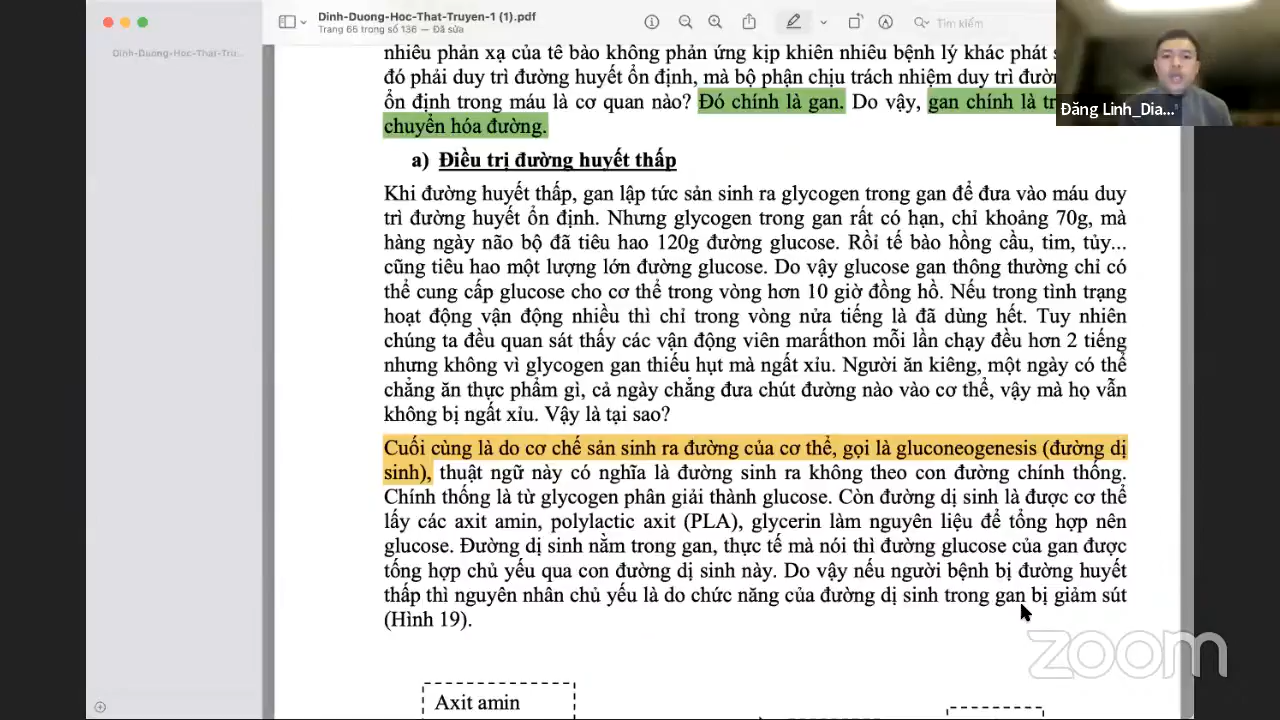 Dinh-Duong-Hoc-That-Truyen-1 (1).pdf
Trang 65 trong số 136 — Đã sửa
Tìm kiếm
Dinh-Duong-Hoc-That-Tru...
Đăng Linh_Dia...
nhiều phản xạ của tế bào không phản ứng kịp khiến nhiều bệnh lý khác phát
đó phải duy trì đường huyết ổn định, mà bộ phận chịu trách nhiệm duy trì
ổn định trong máu là cơ quan nào? Đó chính là gan. Do vậy, gan chính là
chuyển hóa đường.
a) Điều trị đường huyết thấp
Khi đường huyết thấp, gan lập tức sản sinh ra glycogen trong gan để đưa vào máu duy
trì đường huyết ổn định. Nhưng glycogen trong gan rất có hạn, chỉ khoảng 70g, mà
hàng ngày não bộ đã tiêu hao 120g đường glucose. Rồi tế bào hồng cầu, tim, tủy...
cũng tiêu hao một lượng lớn đường glucose. Do vậy glucose gan thông thường chỉ có
thể cung cấp glucose cho cơ thể trong vòng hơn 10 giờ đồng hồ. Nếu trong tình trạng
hoạt động vận động nhiều thì chỉ trong vòng nửa tiếng là đã dùng hết. Tuy nhiên
chúng ta đều quan sát thấy các vận động viên marathon mỗi lần chạy đều hơn 2 tiếng
nhưng không vì glycogen gan thiếu hụt mà ngất xỉu. Người ăn kiêng, một ngày có thể
chẳng ăn thực phẩm gì, cả ngày chẳng đưa chút đường nào vào cơ thể, vậy mà họ vẫn
không bị ngất xỉu. Vậy là tại sao?
Cuối cùng là do cơ chế sản sinh ra đường của cơ thể, gọi là gluconeogenesis (đường dị
sinh), thuật ngữ này có nghĩa là đường sinh ra không theo con đường chính thống.
Chính thống là từ glycogen phân giải thành glucose. Còn đường dị sinh là được cơ thể
lấy các axit amin, polylactic axit (PLA), glycerin làm nguyên liệu để tổng hợp nên
glucose. Đường dị sinh nằm trong gan, thực tế mà nói thì đường glucose của gan được
tổng hợp chủ yếu qua con đường dị sinh này. Do vậy nếu người bệnh bị đường huyết
thấp thì nguyên nhân chủ yếu là do chức năng của đường dị sinh trong gan bị giảm sút
(Hình 19).
zoom
Axit amin